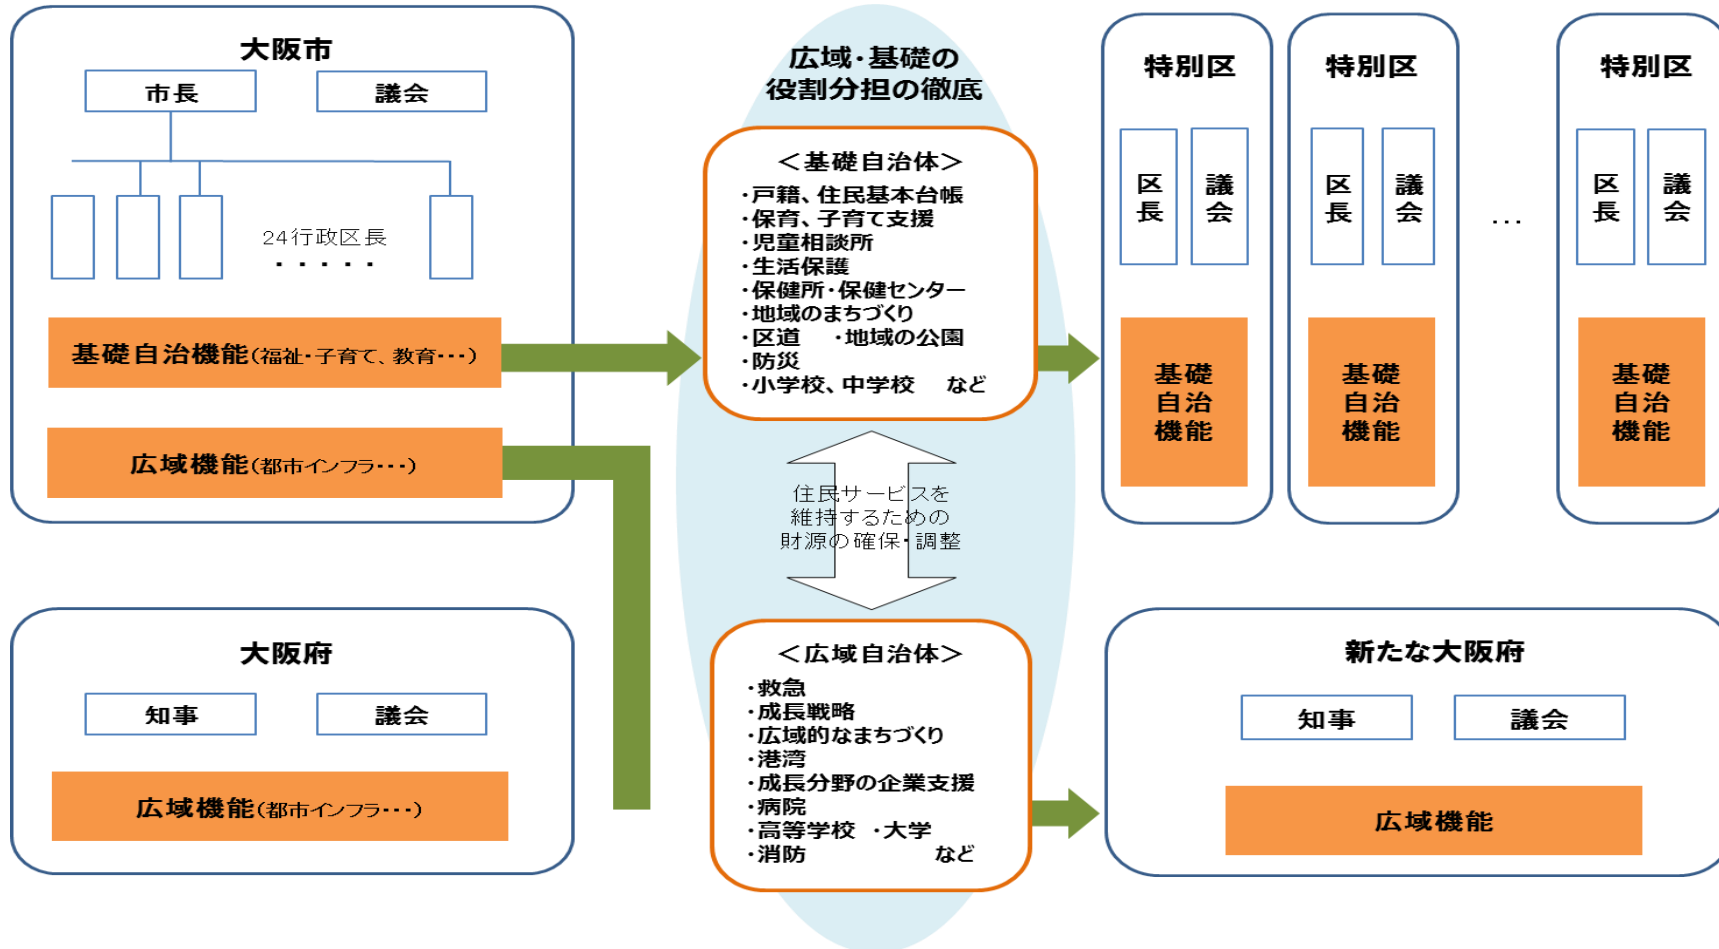 大阪市
市長
議会
24行政区長
・・・・・
基礎自治機能(福祉・子育て、教育・・・)
広域機能(都市インフラ・・・)
大阪府
知事
議会
広域機能(都市インフラ・・・)
広域・基礎の
役割分担の徹底
＜基礎自治体＞
・戸籍、住民基本台帳
・保育、子育て支援
・児童相談所
・生活保護
・保健所・保健センター
・地域のまちづくり
・区道　・地域の公園
・防災
・小学校、中学校　など
住民サービスを
維持するための
財源の確保・調整
＜広域自治体＞
・救急
・成長戦略
・広域的なまちづくり
・港湾
・成長分野の企業支援
・病院
・高等学校　・大学
・消防　など
特別区
区長
議会
基礎
自治
機能
特別区
区長
議会
基礎
自治
機能
…
特別区
区長
議会
基礎
自治
機能
新たな大阪府
知事
議会
広域機能